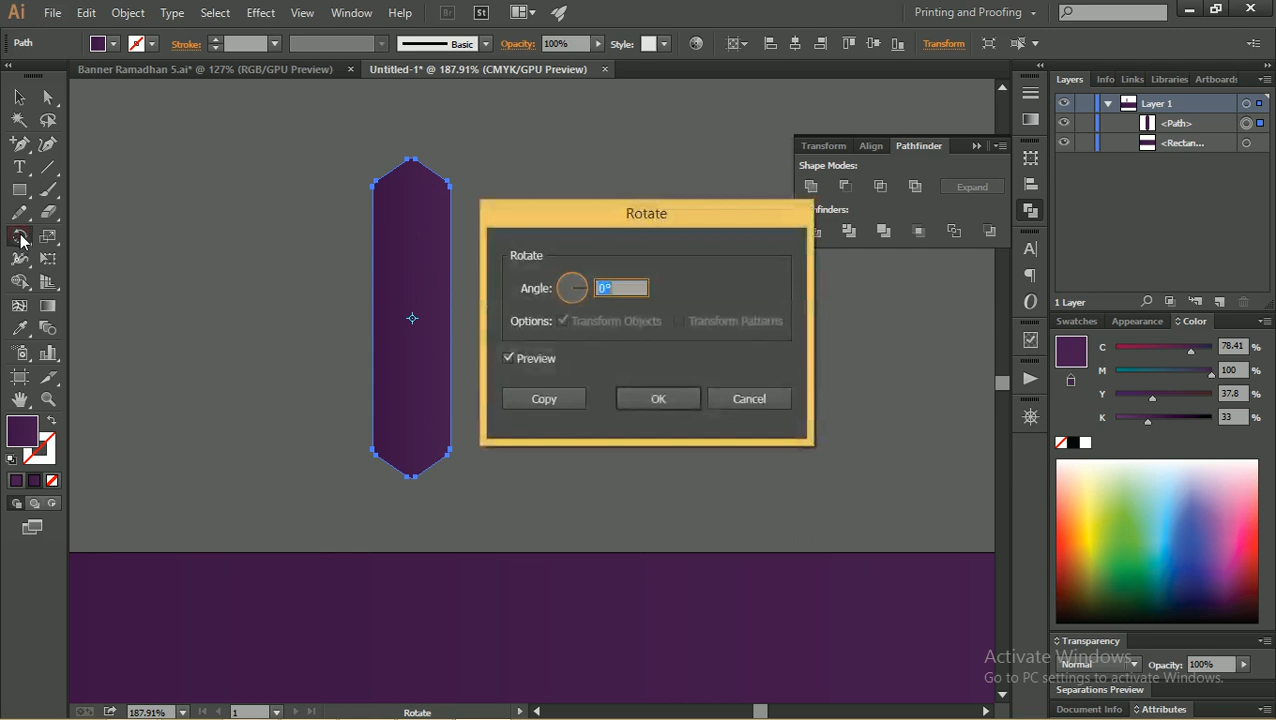 Ai File Edit Object Type Select Effect View Window Help Br St Printing and Proofing
Path Stroke: Basic Opacity: 100% Style: Transform
Banner Ramadhan 5.ai* @ 127% (RGB/GPU Preview) Untitled-1* @ 187.91% (CMYK/GPU Preview)
Layers Info Links Libraries Artboards
Layer 1
<Path>
<Rectan...
Transform Align Pathfinder
Shape Modes:
Expand
Rotate
Rotate
Angle: 0°
Options: Transform Objects Transform Patterns
Preview
Copy OK Cancel
1 Layer
Swatches Appearance Color
C 78.41 %
M 100 %
Y 37.8 %
K 33 %
Transparency
Normal Opacity: 100%
Separations Preview
Document Info Attributes
Activate Windows
Go to PC settings to activate Windows.
187.91% 1 Rotate